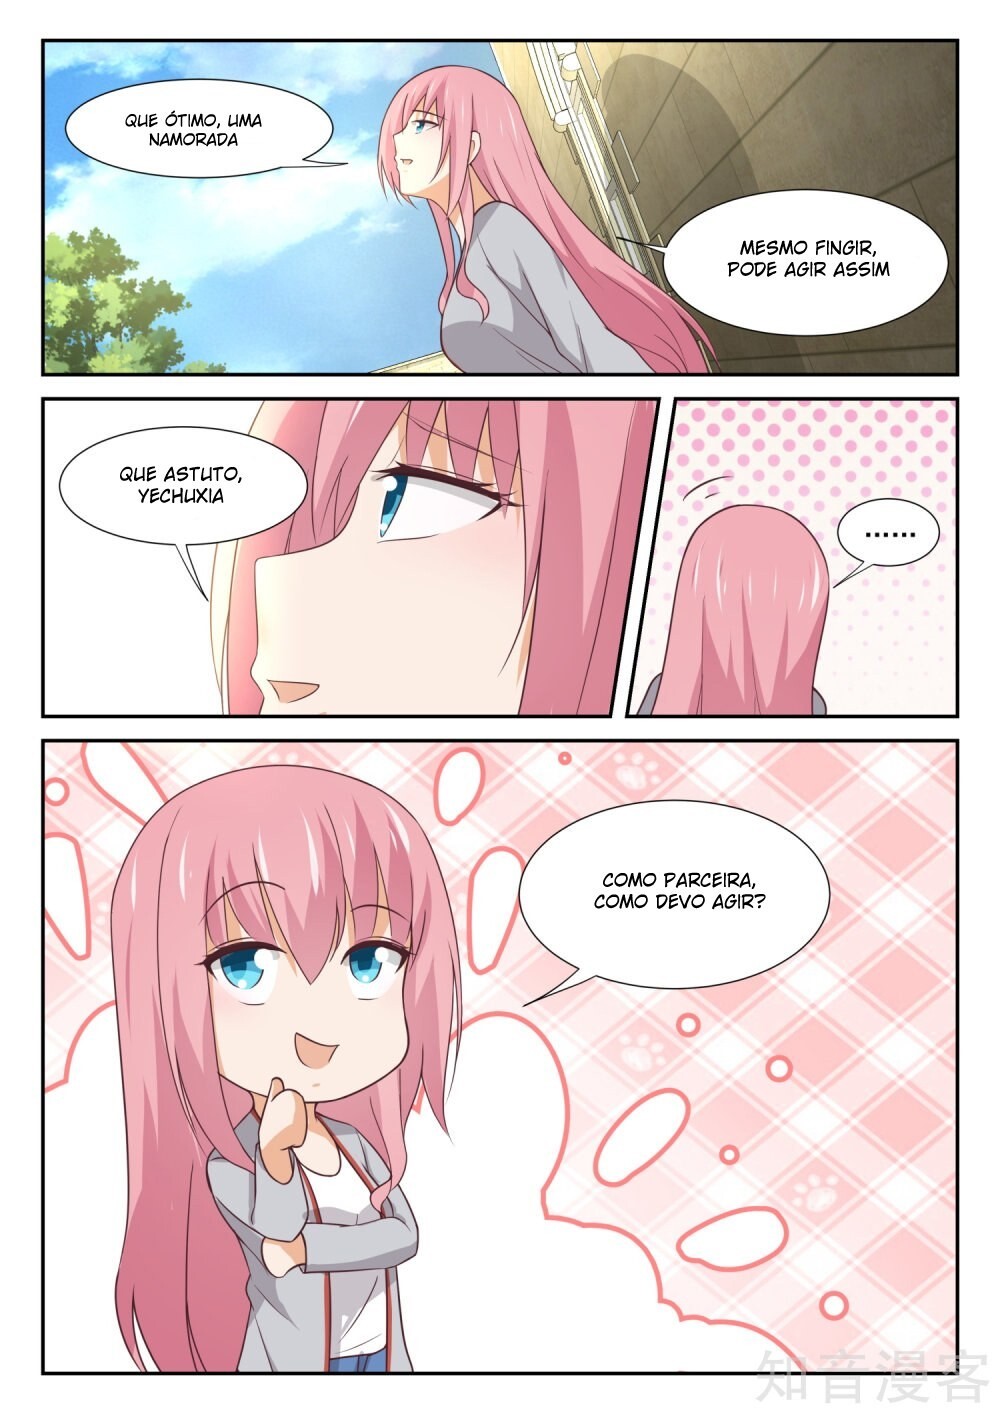 QUE ÓTIMO, UMA
NAMORADA
MESMO FINGIR,
PODE AGIR ASSIM
QUE ASTUTO,
YECHUXIA
......
COMO PARCEIRA,
COMO DEVO AGIR?
知音漫客